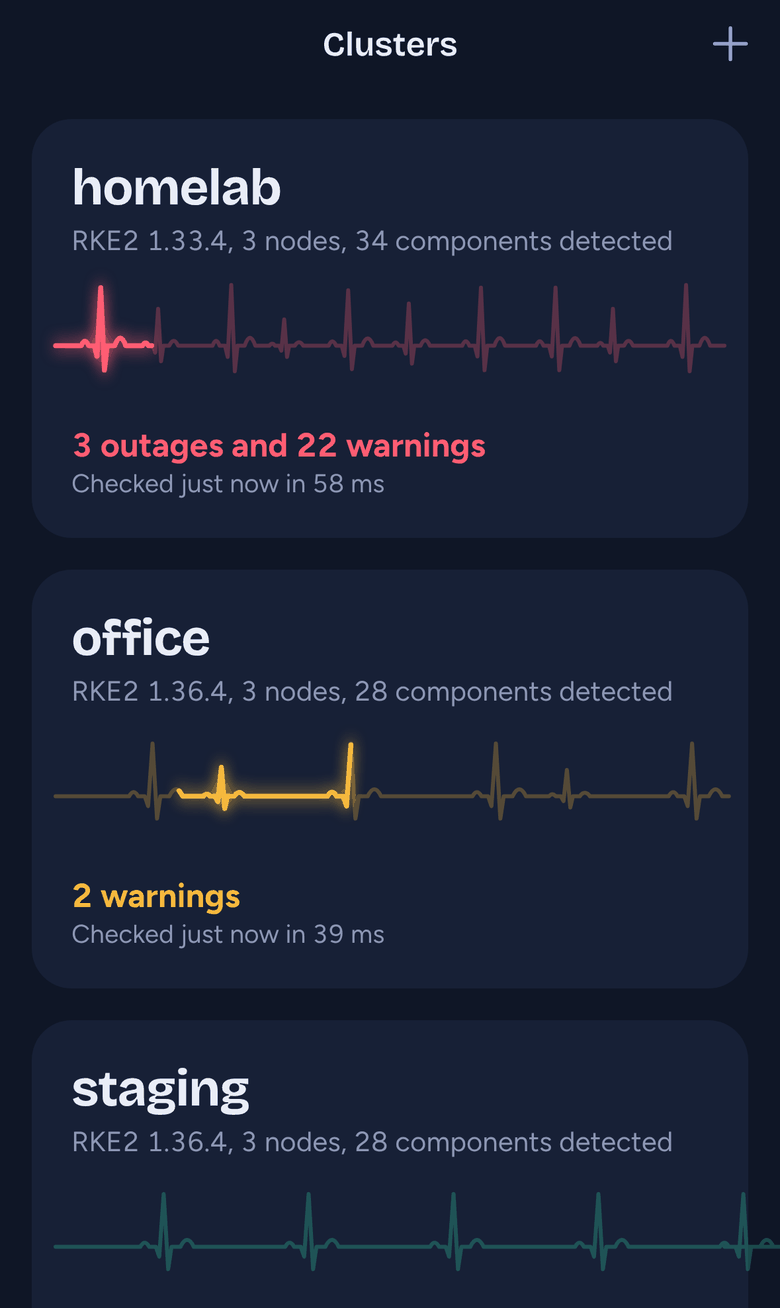 Clusters
homelab
RKE2 1.33.4, 3 nodes, 34 components detected
3 outages and 22 warnings
Checked just now in 58 ms
office
RKE2 1.36.4, 3 nodes, 28 components detected
2 warnings
Checked just now in 39 ms
staging
RKE2 1.36.4, 3 nodes, 28 components detected